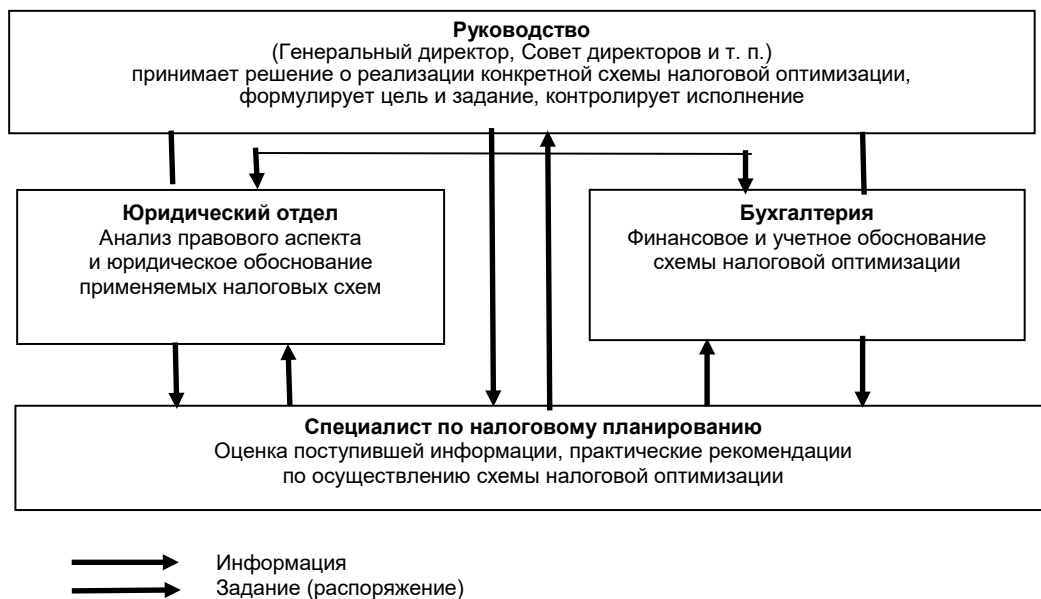 Руководство
(Генеральный директор, Совет директоров и т. п.)
принимает решение о реализации конкретной схемы налоговой оптимизации,
формулирует цель и задание, контролирует исполнение
Юридический отдел
Анализ правового аспекта
и юридическое обоснование
применяемых налоговых схем
Бухгалтерия
Финансовое и учетное обоснование
схемы налоговой оптимизации
Специалист по налоговому планированию
Оценка поступившей информации, практические рекомендации
по осуществлению схемы налоговой оптимизации
Информация
Задание (распоряжение)